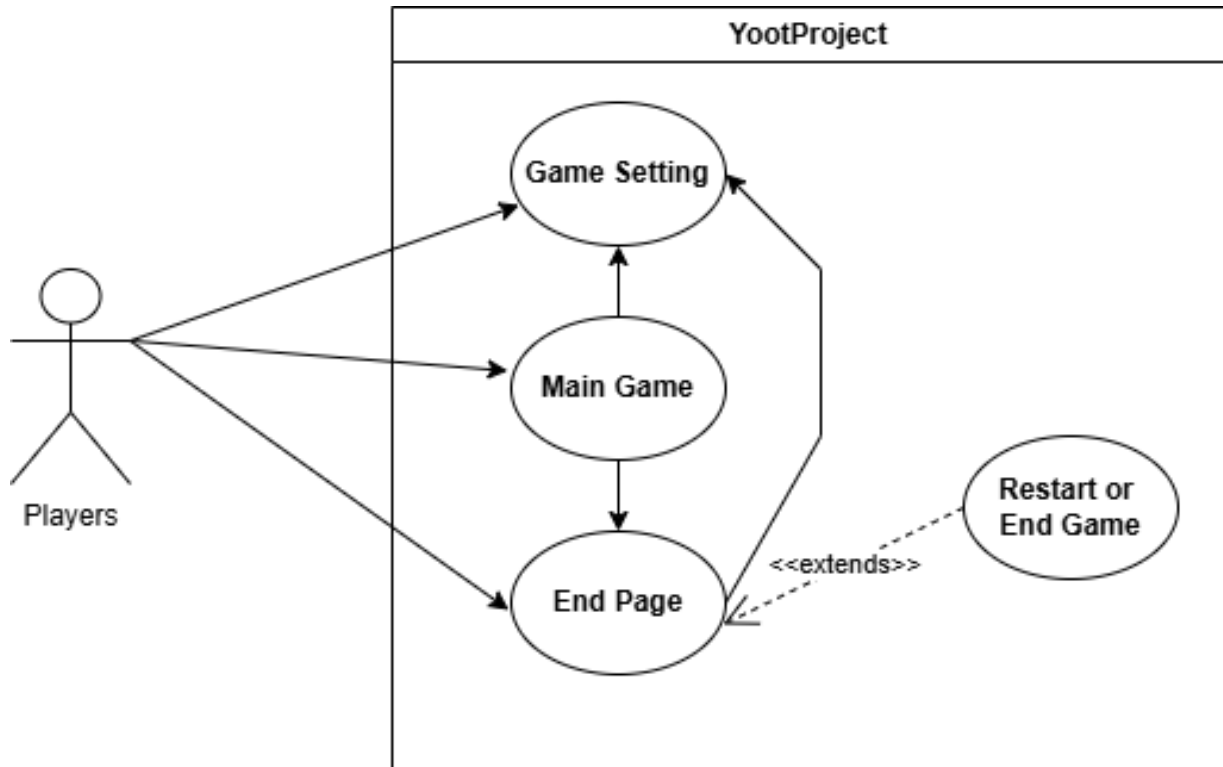 YootProject
Game Setting
Main Game
Players
End Page
<<extends>>
Restart or
End Game